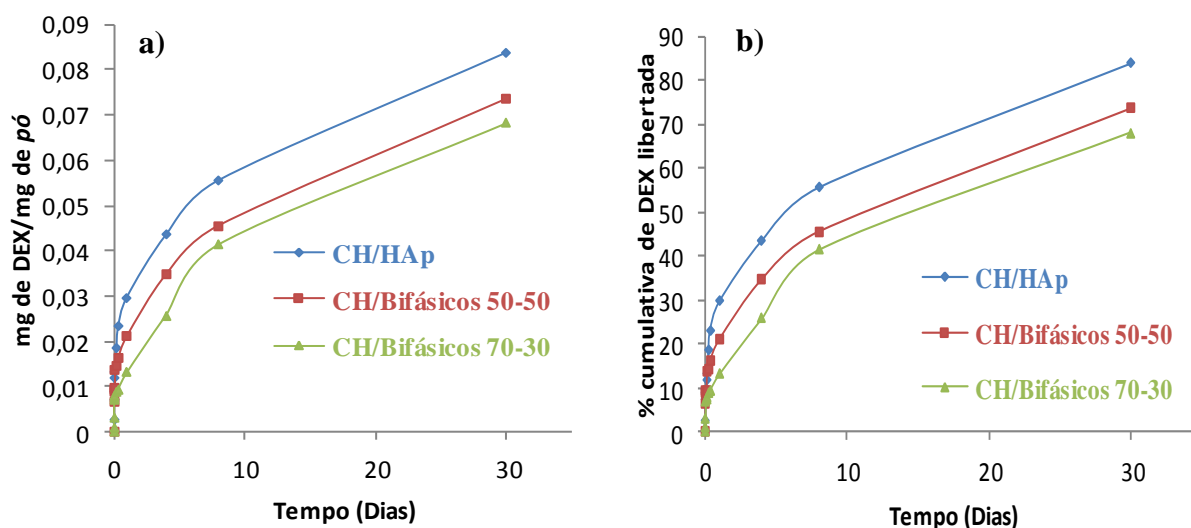 a)
mg de DEX/mg de pó
0,09
0,08
0,07
0,06
0,05
0,04
0,03
0,02
0,01
0
0
10
20
30
Tempo (Dias)
CH/HAp
CH/Bifásicos 50-50
CH/Bifásicos 70-30
b)
% cumulativa de DEX libertada
90
80
70
60
50
40
30
20
10
0
0
10
20
30
Tempo (Dias)
CH/HAp
CH/Bifásicos 50-50
CH/Bifásicos 70-30